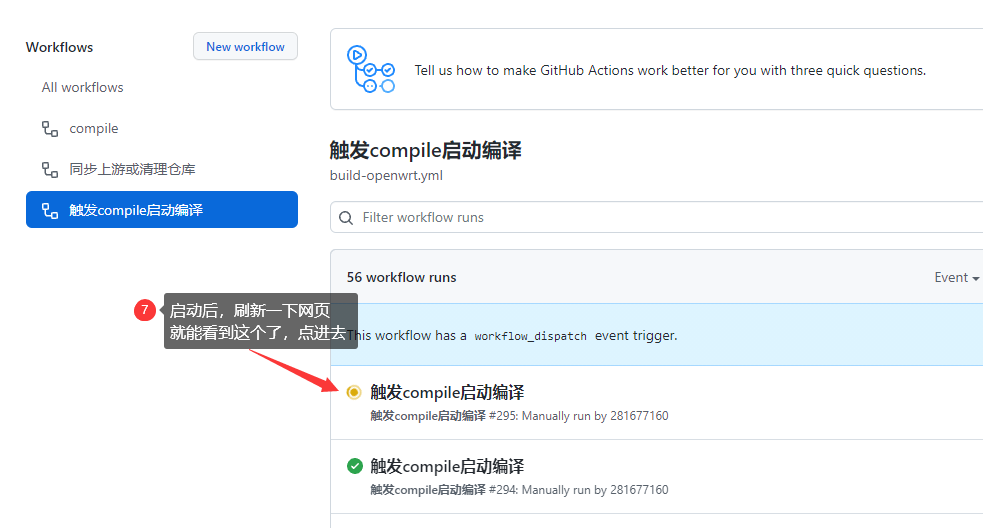 Workflows
New workflow
All workflows
compile
同步上游或清理仓库
触发compile启动编译
Tell us how to make GitHub Actions work better for you with three quick questions.
触发compile启动编译
build-openwrt.yml
Filter workflow runs
56 workflow runs
Event
7
启动后，刷新一下网页
就能看到这个了，点进去
This workflow has a workflow_dispatch event trigger.
触发compile启动编译
触发compile启动编译 #295: Manually run by 281677160
触发compile启动编译
触发compile启动编译 #294: Manually run by 281677160